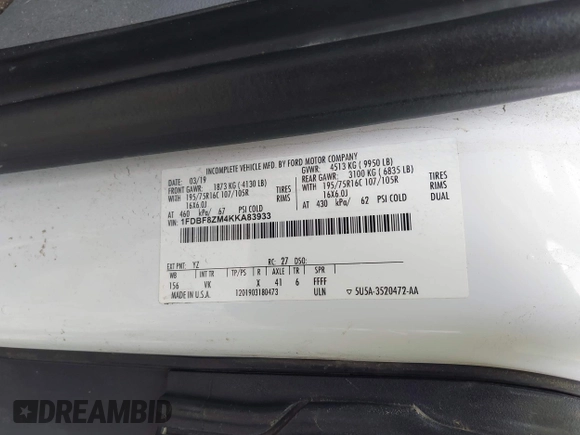 INCOMPLETE VEHICLE MFD. BY FORD MOTOR COMPANY
DATE: 03/19 GVWR: 4513 KG ( 9950 LB)
FRONT GAWR: 1873 KG ( 4130 LB) REAR GAWR: 3100 KG ( 6835 LB)
195/75R16C 107/105R TIRES 195/75R16C 107/105R TIRES
16X6.0J RIMS 16X6.0J RIMS
AT 460 kPa/ 67 PSI COLD AT 430 kPa/ 62 PSI COLD DUAL
1FDBF8ZM4KKA83933
EXT PNT: YZ RC: 27 DSO:
WB INT TR TP/PS R AXLE TR SPR
156 VK X 41 6 FFFF
MADE IN U.S.A. 1201903180473 ULN ▽ 5U5A-3520472-AA
DREAMBID